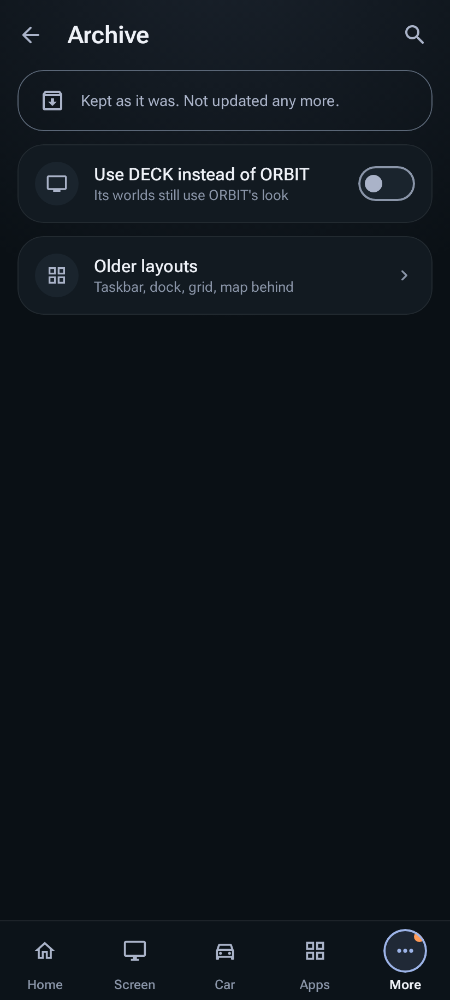 Archive
Kept as it was. Not updated any more.
Use DECK instead of ORBIT
Its worlds still use ORBIT's look
Older layouts
Taskbar, dock, grid, map behind
Home
Screen
Car
Apps
More